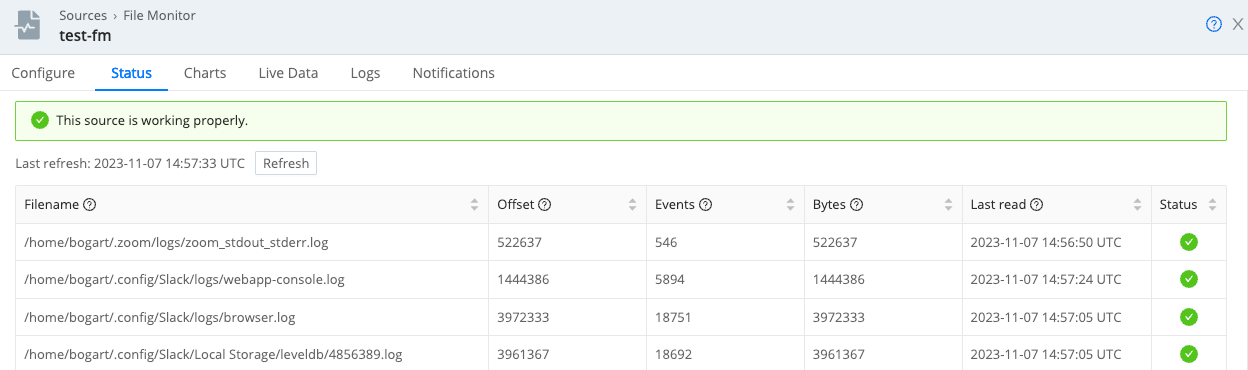 Sources › File Monitor
test-fm
Configure Status Charts Live Data Logs Notifications
This source is working properly.
Last refresh: 2023-11-07 14:57:33 UTC Refresh
Filename Offset Events Bytes Last read Status
/home/bogart/.zoom/logs/zoom_stdout_stderr.log 522637 546 522637 2023-11-07 14:56:50 UTC
/home/bogart/.config/Slack/logs/webapp-console.log 1444386 5894 1444386 2023-11-07 14:57:24 UTC
/home/bogart/.config/Slack/logs/browser.log 3972333 18751 3972333 2023-11-07 14:57:05 UTC
/home/bogart/.config/Slack/Local Storage/leveldb/4856389.log 3961367 18692 3961367 2023-11-07 14:57:05 UTC